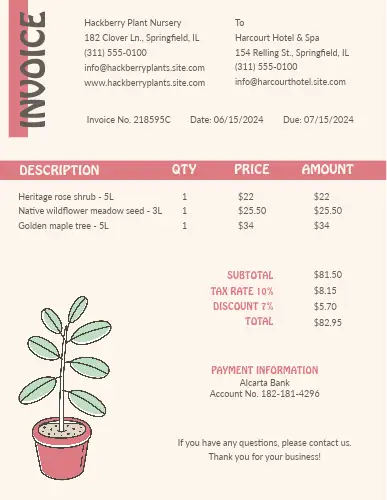 INVOICE
Hackberry Plant Nursery
182 Clover Ln., Springfield, IL
(311) 555-0100
info@hackberryplants.site.com
www.hackberryplants.site.com
To
Harcourt Hotel & Spa
154 Relling St., Springfield, IL
(311) 555-0100
info@harcourthotel.site.com
Invoice No. 218595C Date: 06/15/2024 Due: 07/15/2024
DESCRIPTION QTY PRICE AMOUNT
Heritage rose shrub - 5L 1 $22 $22
Native wildflower meadow seed - 3L 1 $25.50 $25.50
Golden maple tree - 5L 1 $34 $34
SUBTOTAL $81.50
TAX RATE 10% $8.15
DISCOUNT 7% $5.70
TOTAL $82.95
PAYMENT INFORMATION
Alcarta Bank
Account No. 182-181-4296
If you have any questions, please contact us.
Thank you for your business!